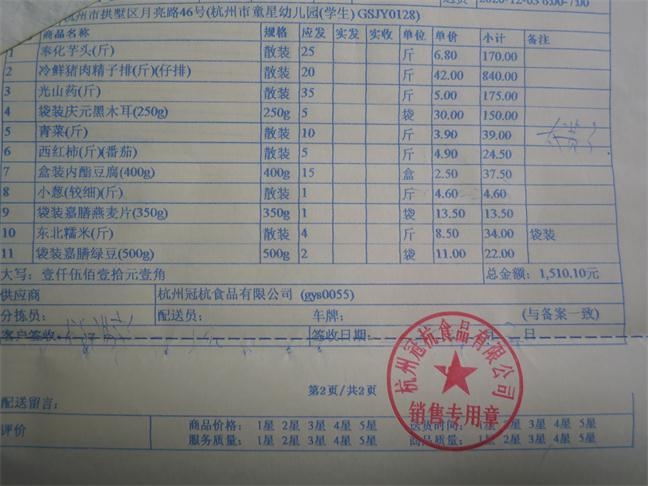 杭州市拱墅区月亮路46号(杭州市童星幼儿园(学生) GSJY0128)
商品名称 规格 应发 实发 实收 单位 单价 小计 备注
1 奉化芋头(斤) 散装 25 斤 6.80 170.00
2 冷鲜猪肉精子排(斤)(仔排) 散装 20 斤 42.00 840.00
3 光山药(斤) 散装 35 斤 5.00 175.00
4 袋装庆元黑木耳(250g) 250g 5 袋 30.00 150.00
5 青菜(斤) 散装 10 斤 3.90 39.00
6 西红柿(斤)(番茄) 散装 5 斤 4.90 24.50
7 盒装内酯豆腐(400g) 400g 15 盒 2.50 37.50
8 小葱(较细)(斤) 散装 1 斤 4.60 4.60
9 袋装嘉膳燕麦片(350g) 350g 1 袋 13.50 13.50
10 东北糯米(斤) 散装 4 斤 8.50 34.00 袋装
11 袋装嘉膳绿豆(500g) 500g 2 袋 11.00 22.00
大写：壹仟伍佰壹拾元壹角 总金额：1,510.10元
供应商 杭州冠杭食品有限公司 (gys0055)
分拣员： 配送员： 车牌： (与备案一致)
客户签收： 签收日期： 月 日
杭州冠杭食品有限公司
销售专用章
第2页/共2页
配送留言：
评价 商品价格： 1星 2星 3星 4星 5星 送货时间： 1星 2星 3星 4星 5星
服务质量： 1星 2星 3星 4星 5星 商品质量： 1星 2星 3星 4星 5星